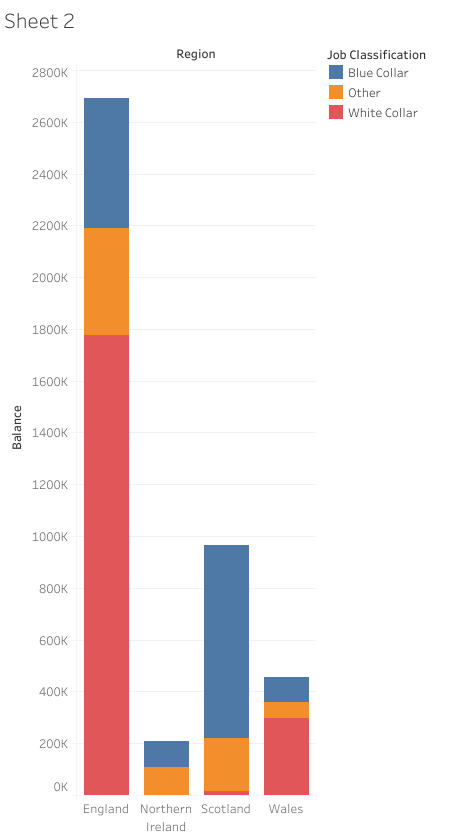 Sheet 2
Region
Job Classification
Blue Collar
Other
White Collar
2800K
2600K
2400K
2200K
2000K
1800K
1600K
1400K
1200K
1000K
800K
600K
400K
200K
0K
Balance
England
Northern
Ireland
Scotland
Wales